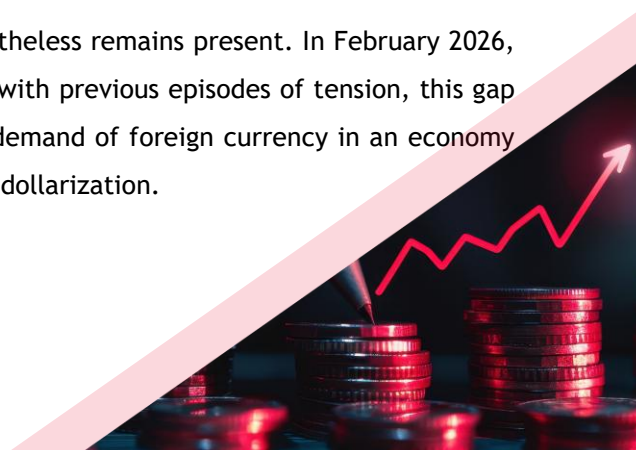 theless remains present. In February 2026,
with previous episodes of tension, this gap
demand of foreign currency in an economy
dollarization.